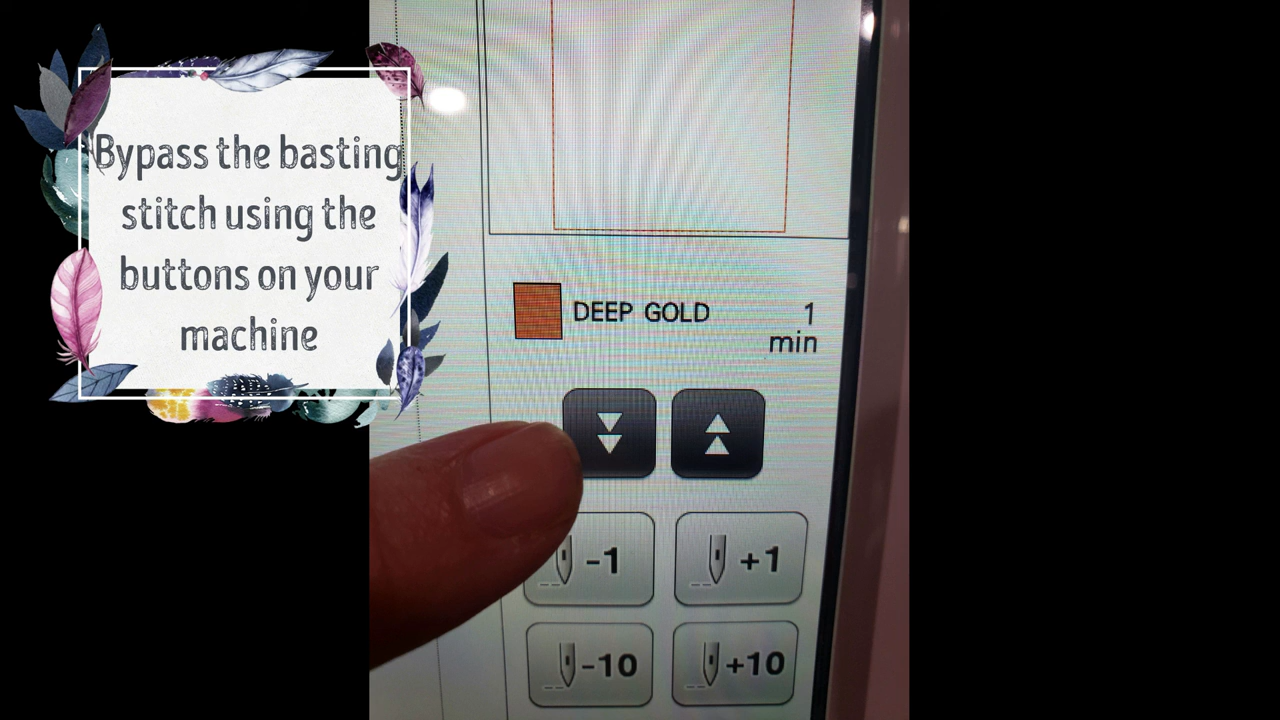 Bypass the basting
stitch using the
buttons on your
machine
DEEP GOLD
1
min
-1
+1
-10
+10